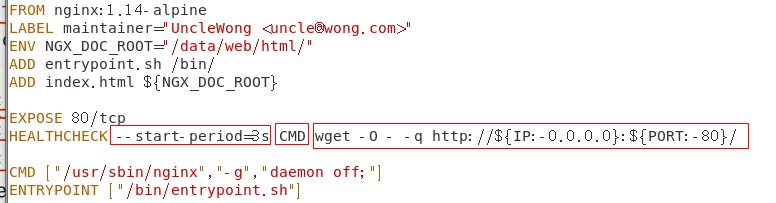 FROM nginx:1.14-alpine
LABEL maintainer="UncleWong <uncle@wong.com>"
ENV NGX_DOC_ROOT="/data/web/html/"
ADD entrypoint.sh /bin/
ADD index.html ${NGX_DOC_ROOT}
EXPOSE 80/tcp
HEALTHCHECK --start-period=3s CMD wget -O - -q http://${IP:-0.0.0.0}:${PORT:-80}/
CMD ["/usr/sbin/nginx","-g","daemon off;"]
ENTRYPOINT ["/bin/entrypoint.sh"]